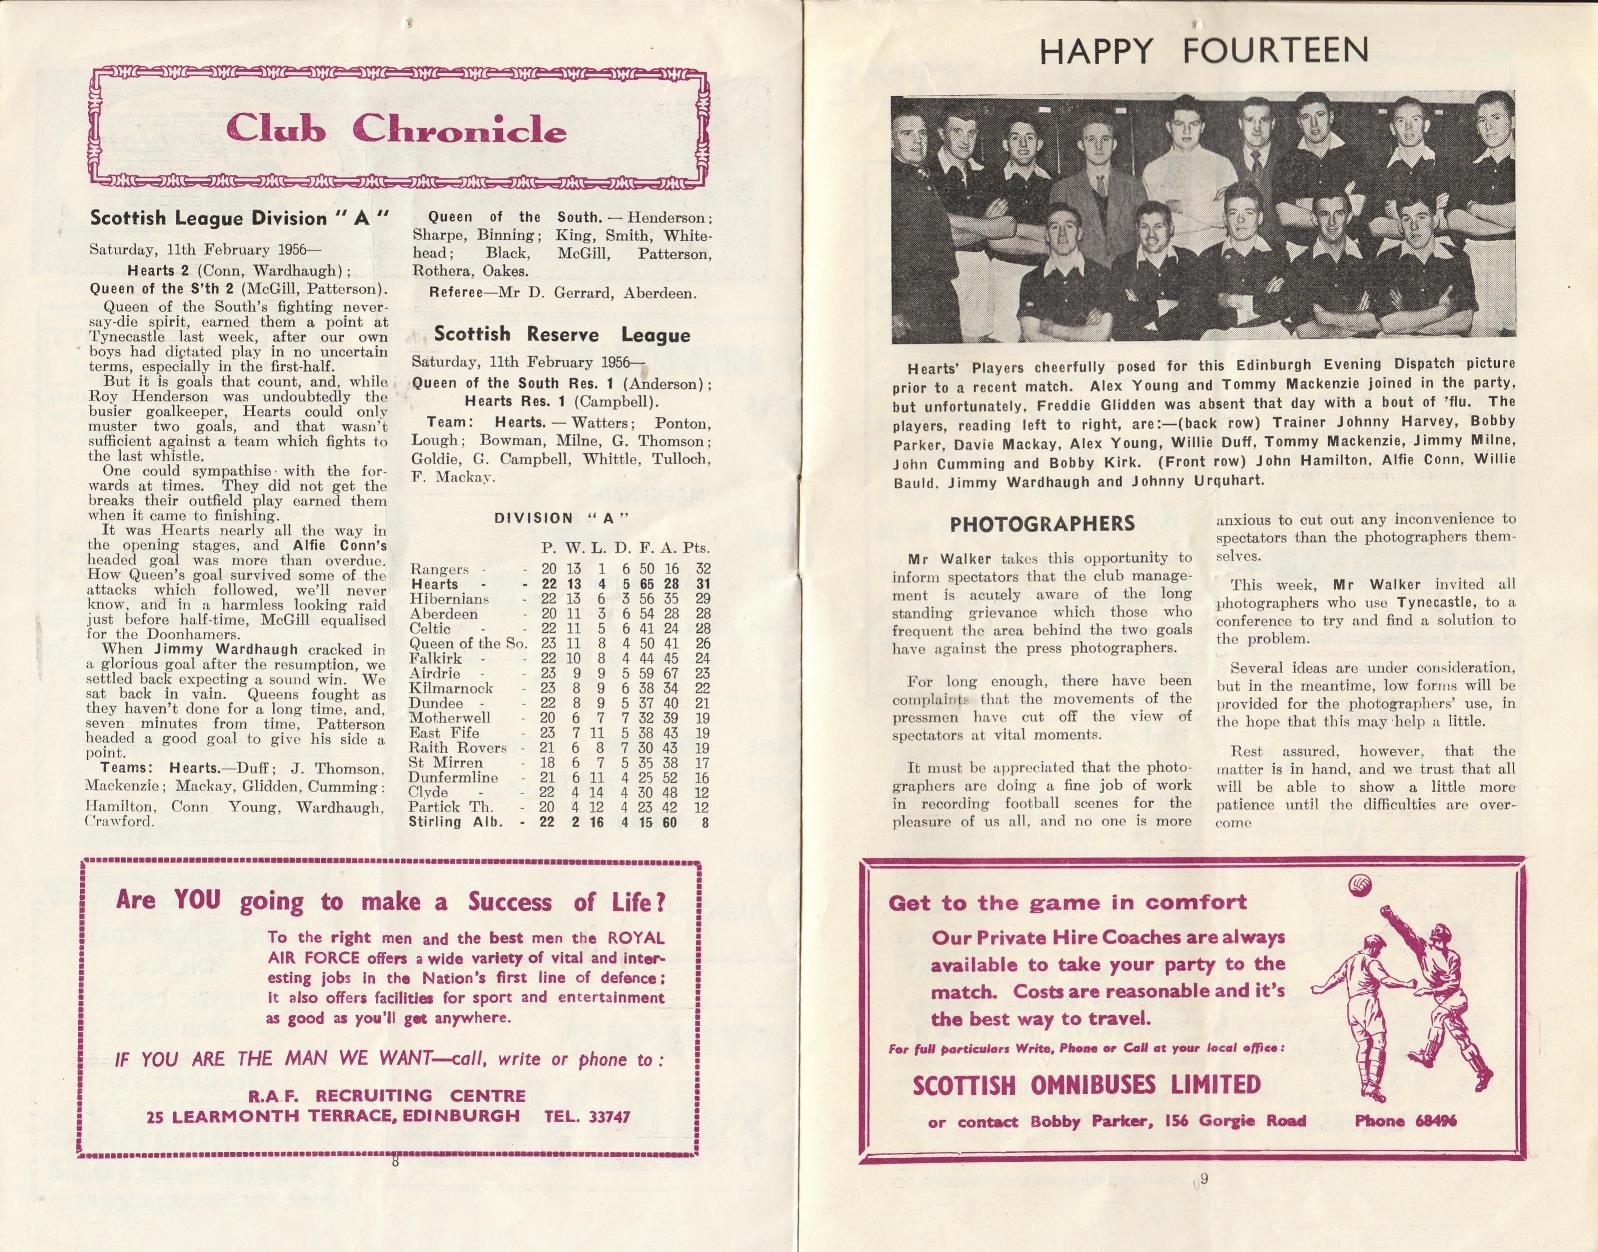 Club Chronicle
Scottish League Division "A"
Saturday, 11th February 1956—
Hearts 2 (Conn, Wardhaugh);
Queen of the S'th 2 (McGill, Patterson).
Queen of the South's fighting never-
say-die spirit, earned them a point at
Tynecastle last week, after our own
boys had dictated play in no uncertain
terms, especially in the first-half.
But it is goals that count, and, while
Roy Henderson was undoubtedly the
busier goalkeeper, Hearts could only
muster two goals, and that wasn't
sufficient against a team which fights to
the last whistle.
One could sympathise with the for-
wards at times. They did not get the
breaks their outfield play earned them
when it came to finishing.
It was Hearts nearly all the way in
the opening stages, and Alfie Conn's
headed goal was more than overdue.
How Queen's goal survived some of the
attacks which followed, we'll never
know, and in a harmless looking raid
just before half-time, McGill equalised
for the Doonhamers.
When Jimmy Wardhaugh cracked in
a glorious goal after the resumption, we
settled back expecting a sound win. We
sat back in vain. Queens fought as
they haven't done for a long time, and,
seven minutes from time, Patterson
headed a good goal to give his side a
point.
Teams: Hearts.—Duff; J. Thomson,
Mackenzie; Mackay, Glidden, Cumming:
Hamilton, Conn Young, Wardhaugh,
Crawford.
Queen of the South. — Henderson;
Sharpe, Binning; King, Smith, White-
head; Black, McGill, Patterson,
Rothera, Oakes.
Referee—Mr D. Gerrard, Aberdeen.
Scottish Reserve League
Saturday, 11th February 1956—
Queen of the South Res. 1 (Anderson);
Hearts Res. 1 (Campbell).
Team: Hearts. — Watters; Ponton,
Lough; Bowman, Milne, G. Thomson;
Goldie, G. Campbell, Whittle, Tulloch,
F. Mackay.
DIVISION "A"
P. W. L. D. F. A. Pts.
Rangers - - 20 13 1 6 50 16 32
Hearts - - 22 13 4 5 65 28 31
Hibernians - 22 13 6 3 56 35 29
Aberdeen - 20 11 3 6 54 28 28
Celtic - - 22 11 5 6 41 24 28
Queen of the So. 23 11 8 4 50 41 26
Falkirk - - 22 10 8 4 44 45 24
Airdrie - - 23 9 9 5 59 67 23
Kilmarnock - 23 8 9 6 38 34 22
Dundee - - 22 8 9 5 37 40 21
Motherwell - 20 6 7 7 32 39 19
East Fife - 23 7 11 5 38 43 19
Raith Rovers - 21 6 8 7 30 43 19
St Mirren - 18 6 7 5 35 38 17
Dunfermline - 21 6 11 4 25 52 16
Clyde - - 22 4 14 4 30 48 12
Partick Th. - 20 4 12 4 23 42 12
Stirling Alb. - 22 2 16 4 15 60 8
Are YOU going to make a Success of Life?
To the right men and the best men the ROYAL
AIR FORCE offers a wide variety of vital and inter-
esting jobs in the Nation's first line of defence;
it also offers facilities for sport and entertainment
as good as you'll get anywhere.
IF YOU ARE THE MAN WE WANT—call, write or phone to:
R.A.F. RECRUITING CENTRE
25 LEARMONTH TERRACE, EDINBURGH TEL. 33747
8
HAPPY FOURTEEN
Hearts' Players cheerfully posed for this Edinburgh Evening Dispatch picture
prior to a recent match. Alex Young and Tommy Mackenzie joined in the party,
but unfortunately, Freddie Glidden was absent that day with a bout of 'flu. The
players, reading left to right, are:—(back row) Trainer Johnny Harvey, Bobby
Parker, Davie Mackay, Alex Young, Willie Duff, Tommy Mackenzie, Jimmy Milne,
John Cumming and Bobby Kirk. (Front row) John Hamilton, Alfie Conn, Willie
Bauld. Jimmy Wardhaugh and Johnny Urquhart.
PHOTOGRAPHERS
Mr Walker takes this opportunity to
inform spectators that the club manage-
ment is acutely aware of the long
standing grievance which those who
frequent the area behind the two goals
have against the press photographers.
For long enough, there have been
complaints that the movements of the
pressmen have cut off the view of
spectators at vital moments.
It must be appreciated that the photo-
graphers are doing a fine job of work
in recording football scenes for the
pleasure of us all, and no one is more
anxious to cut out any inconvenience to
spectators than the photographers them-
selves.
This week, Mr Walker invited all
photographers who use Tynecastle, to a
conference to try and find a solution to
the problem.
Several ideas are under consideration,
but in the meantime, low forms will be
provided for the photographers' use, in
the hope that this may help a little.
Rest assured, however, that the
matter is in hand, and we trust that all
will be able to show a little more
patience until the difficulties are over-
come
Get to the game in comfort
Our Private Hire Coaches are always
available to take your party to the
match. Costs are reasonable and it's
the best way to travel.
For full particulars Write, Phone or Call at your local office:
SCOTTISH OMNIBUSES LIMITED
or contact Bobby Parker, 156 Gorgie Road Phone 68496
9